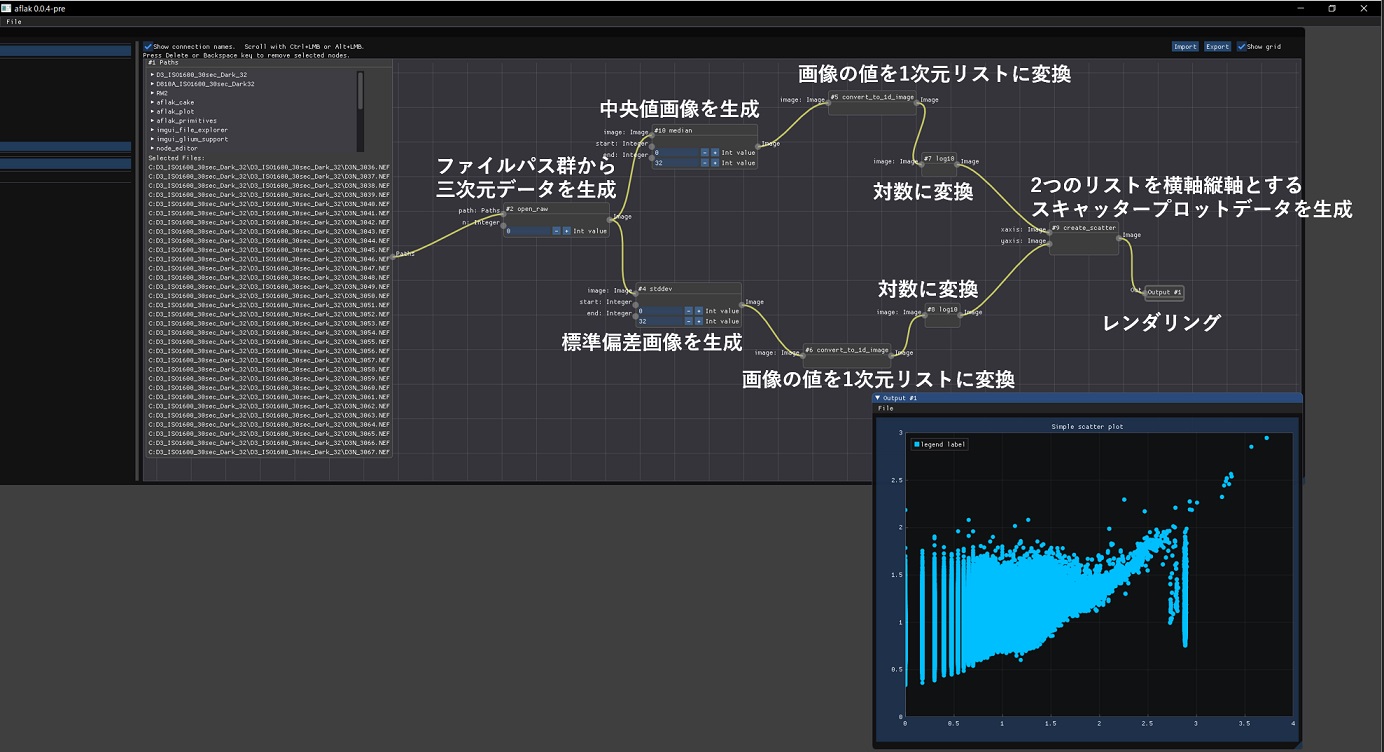 aflak 0.0.4-pre
File
Show connection names. Scroll with Ctrl+LMB or Alt+LMB.
Import
Export
Show grid
Press Delete or Backspace key to remove selected nodes.
#1 Paths
D3_ISO1600_30sec_Dark_32
D810A_ISO1600_30sec_Dark32
RW2
aflak_cake
aflak_plot
aflak_primitives
imgui_file_explorer
imgui_glium_support
node_editor
Selected Files:
C:D3_ISO1600_30sec_Dark_32\D3_ISO1600_30sec_Dark_32\D3N_3036.NEF
C:D3_ISO1600_30sec_Dark_32\D3_ISO1600_30sec_Dark_32\D3N_3037.NEF
C:D3_ISO1600_30sec_Dark_32\D3_ISO1600_30sec_Dark_32\D3N_3038.NEF
C:D3_ISO1600_30sec_Dark_32\D3_ISO1600_30sec_Dark_32\D3N_3039.NEF
C:D3_ISO1600_30sec_Dark_32\D3_ISO1600_30sec_Dark_32\D3N_3040.NEF
C:D3_ISO1600_30sec_Dark_32\D3_ISO1600_30sec_Dark_32\D3N_3041.NEF
C:D3_ISO1600_30sec_Dark_32\D3_ISO1600_30sec_Dark_32\D3N_3042.NEF
C:D3_ISO1600_30sec_Dark_32\D3_ISO1600_30sec_Dark_32\D3N_3043.NEF
C:D3_ISO1600_30sec_Dark_32\D3_ISO1600_30sec_Dark_32\D3N_3044.NEF
C:D3_ISO1600_30sec_Dark_32\D3_ISO1600_30sec_Dark_32\D3N_3045.NEF
C:D3_ISO1600_30sec_Dark_32\D3_ISO1600_30sec_Dark_32\D3N_3046.NEF
C:D3_ISO1600_30sec_Dark_32\D3_ISO1600_30sec_Dark_32\D3N_3047.NEF
C:D3_ISO1600_30sec_Dark_32\D3_ISO1600_30sec_Dark_32\D3N_3048.NEF
C:D3_ISO1600_30sec_Dark_32\D3_ISO1600_30sec_Dark_32\D3N_3049.NEF
C:D3_ISO1600_30sec_Dark_32\D3_ISO1600_30sec_Dark_32\D3N_3050.NEF
C:D3_ISO1600_30sec_Dark_32\D3_ISO1600_30sec_Dark_32\D3N_3051.NEF
C:D3_ISO1600_30sec_Dark_32\D3_ISO1600_30sec_Dark_32\D3N_3052.NEF
C:D3_ISO1600_30sec_Dark_32\D3_ISO1600_30sec_Dark_32\D3N_3053.NEF
C:D3_ISO1600_30sec_Dark_32\D3_ISO1600_30sec_Dark_32\D3N_3054.NEF
C:D3_ISO1600_30sec_Dark_32\D3_ISO1600_30sec_Dark_32\D3N_3055.NEF
C:D3_ISO1600_30sec_Dark_32\D3_ISO1600_30sec_Dark_32\D3N_3056.NEF
C:D3_ISO1600_30sec_Dark_32\D3_ISO1600_30sec_Dark_32\D3N_3057.NEF
C:D3_ISO1600_30sec_Dark_32\D3_ISO1600_30sec_Dark_32\D3N_3058.NEF
C:D3_ISO1600_30sec_Dark_32\D3_ISO1600_30sec_Dark_32\D3N_3059.NEF
C:D3_ISO1600_30sec_Dark_32\D3_ISO1600_30sec_Dark_32\D3N_3060.NEF
C:D3_ISO1600_30sec_Dark_32\D3_ISO1600_30sec_Dark_32\D3N_3061.NEF
C:D3_ISO1600_30sec_Dark_32\D3_ISO1600_30sec_Dark_32\D3N_3062.NEF
C:D3_ISO1600_30sec_Dark_32\D3_ISO1600_30sec_Dark_32\D3N_3063.NEF
C:D3_ISO1600_30sec_Dark_32\D3_ISO1600_30sec_Dark_32\D3N_3064.NEF
C:D3_ISO1600_30sec_Dark_32\D3_ISO1600_30sec_Dark_32\D3N_3065.NEF
C:D3_ISO1600_30sec_Dark_32\D3_ISO1600_30sec_Dark_32\D3N_3066.NEF
C:D3_ISO1600_30sec_Dark_32\D3_ISO1600_30sec_Dark_32\D3N_3067.NEF
Paths
ファイルパス群から
三次元データを生成
path: Paths
#2 open_raw
n: Integer
0 - + Int value
Image
中央値画像を生成
image: Image
#10 median
start: Integer
end: Integer
0 - + Int value
32 - + Int value
Image
image: Image
#4 stddev
start: Integer
end: Integer
0 - + Int value
32 - + Int value
Image
標準偏差画像を生成
画像の値を1次元リストに変換
image: Image
#5 convert_to_1d_image
Image
image: Image
#7 log10
Image
対数に変換
image: Image
#6 convert_to_1d_image
Image
画像の値を1次元リストに変換
対数に変換
image: Image
#8 log10
Image
2つのリストを横軸縦軸とする
スキャッタープロットデータを生成
xaxis: Image
yaxis: Image
#9 create_scatter
Image
Out
Output #1
レンダリング
Output #1
File
Simple scatter plot
legend label
3
2.5
2
1.5
1
0.5
0
0 0.5 1 1.5 2 2.5 3 3.5 4